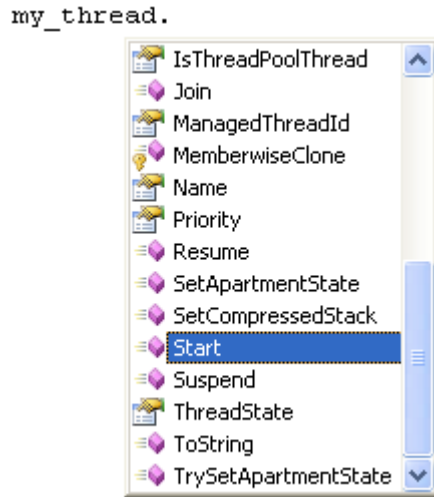 my_thread.
IsThreadPoolThread
Join
ManagedThreadId
MemberwiseClone
Name
Priority
Resume
SetApartmentState
SetCompressedStack
Start
Suspend
ThreadState
ToString
TrySetApartmentState